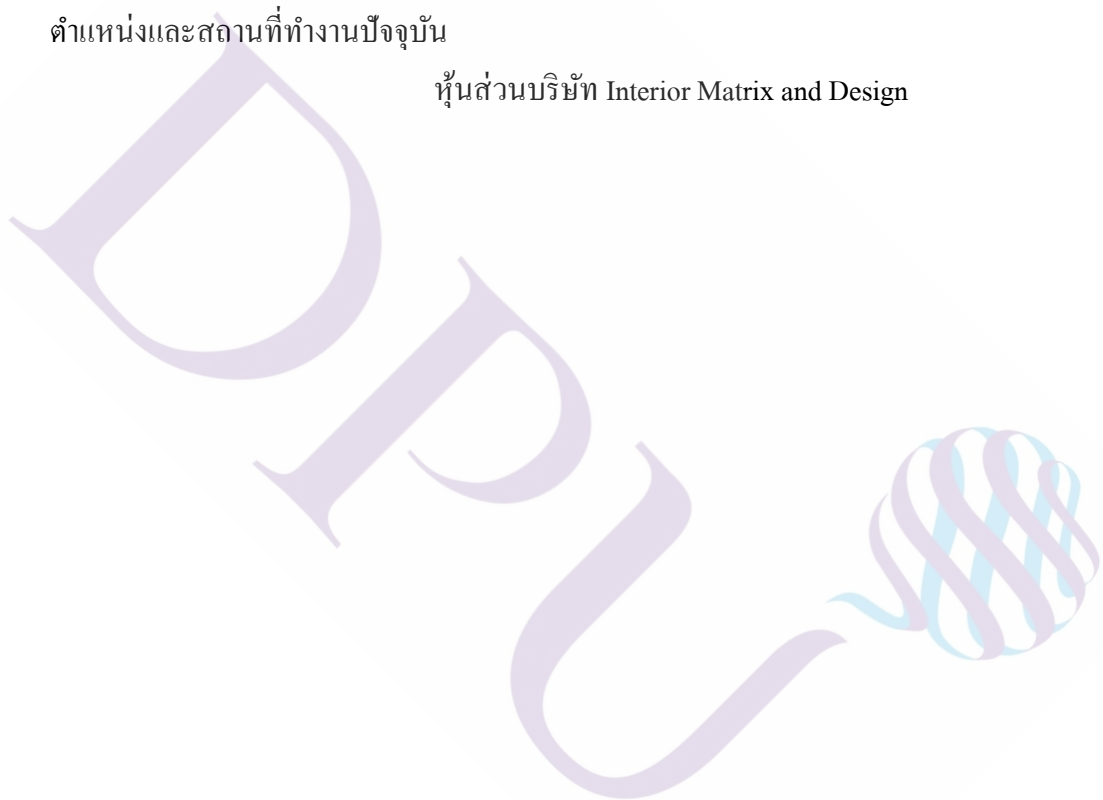 ตำแหน่งและสถานที่ทำงานปัจจุบัน
หุ้นส่วนบริษัท Interior Matrix and Design
DPU